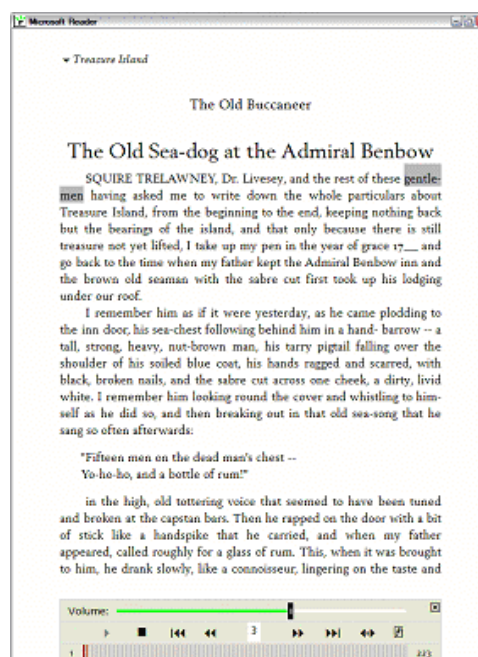 Microsoft Reader
Treasure Island
The Old Buccaneer
The Old Sea-dog at the Admiral Benbow
SQUIRE TRELAWNEY, Dr. Livesey, and the rest of these gentle-
men having asked me to write down the whole particulars about
Treasure Island, from the beginning to the end, keeping nothing back
but the bearings of the island, and that only because there is still
treasure not yet lifted, I take up my pen in the year of grace 17__ and
go back to the time when my father kept the Admiral Benbow inn and
the brown old seaman with the sabre cut first took up his lodging
under our roof.
I remember him as if it were yesterday, as he came plodding to
the inn door, his sea-chest following behind him in a hand- barrow -- a
tall, strong, heavy, nut-brown man, his tarry pigtail falling over the
shoulder of his soiled blue coat, his hands ragged and scarred, with
black, broken nails, and the sabre cut across one cheek, a dirty, livid
white. I remember him looking round the cover and whistling to him-
self as he did so, and then breaking out in that old sea-song that he
sang so often afterwards:
"Fifteen men on the dead man's chest --
Yo-ho-ho, and a bottle of rum!"
in the high, old tottering voice that seemed to have been tuned
and broken at the capstan bars. Then he rapped on the door with a bit
of stick like a handspike that he carried, and when my father
appeared, called roughly for a glass of rum. This, when it was brought
to him, he drank slowly, like a connoisseur, lingering on the taste and
Volume:
3
1 223